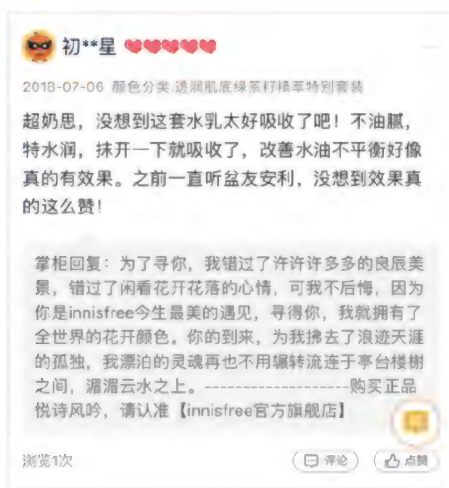 初**星
2018-07-06 颜色分类:透润肌底绿茶籽精萃特别套装
超奶思，没想到这套水乳太好吸收了吧！不油腻，
特水润，抹开一下就吸收了，改善水油不平衡好像
真的有效果。之前一直听盆友安利，没想到效果真
的这么赞！
掌柜回复：为了寻你，我错过了许许多多的良辰美
景，错过了闲看花开花落的心情，可我不后悔，因为
你是innisfree今生最美的遇见，寻得你，我就拥有了
全世界的花开颜色。你的到来，为我拂去了浪迹天涯
的孤独，我漂泊的灵魂再也不用辗转流连于亭台楼榭
之间，湄湄云水之上。-------------------购买正品
悦诗风吟，请认准【innisfree官方旗舰店】
浏览1次
评论
点赞